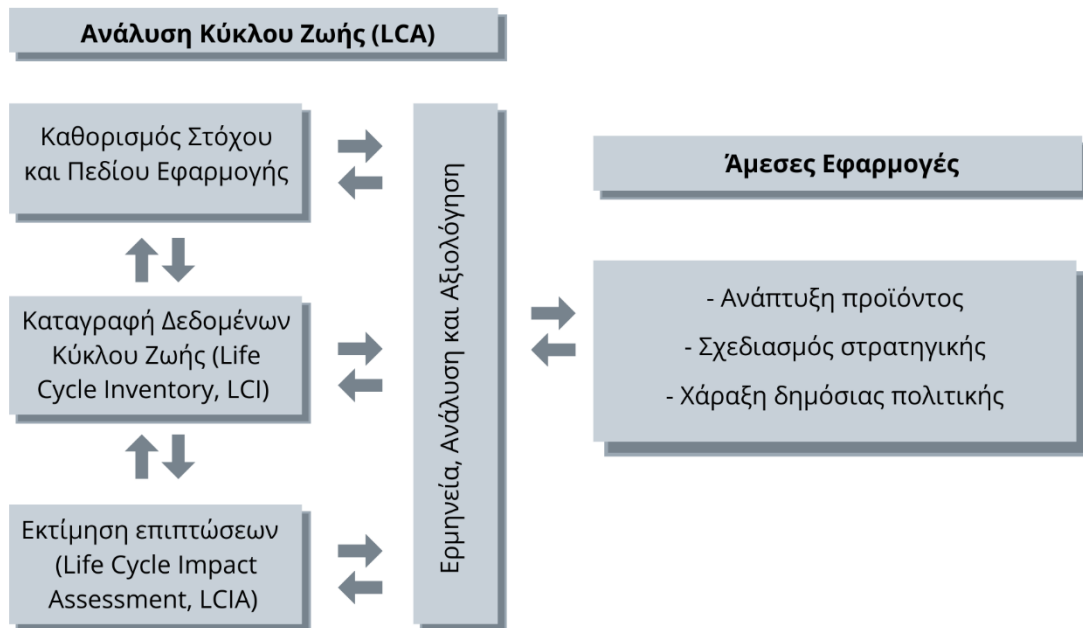 Ανάλυση Κύκλου Ζωής (LCA)
Καθορισμός Στόχου
και Πεδίου Εφαρμογής
Καταγραφή Δεδομένων
Κύκλου Ζωής (Life
Cycle Inventory, LCI)
Εκτίμηση επιπτώσεων
(Life Cycle Impact
Assessment, LCIA)
Ερμηνεία, Ανάλυση και Αξιολόγηση
Άμεσες Εφαρμογές
- Ανάπτυξη προϊόντος
- Σχεδιασμός στρατηγικής
- Χάραξη δημόσιας πολιτικής